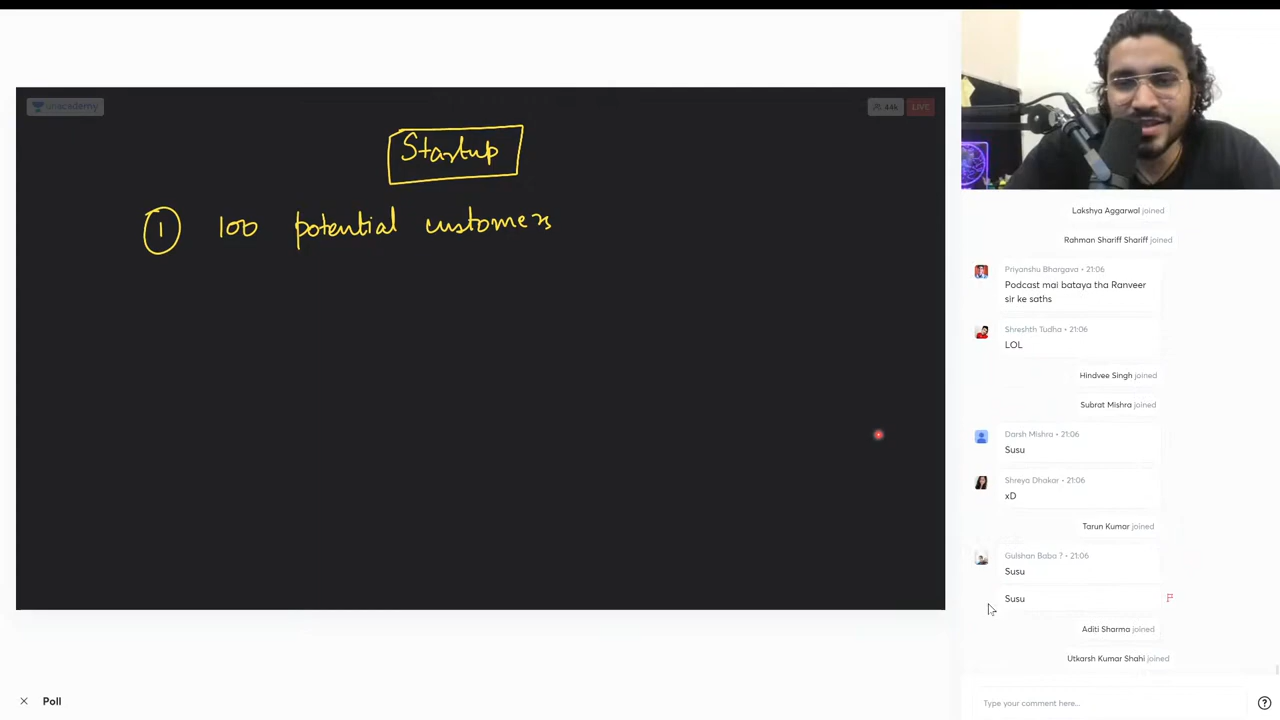 unacademy
44k
LIVE
Startup
1 100 potential customers
Lakshya Aggarwal joined
Rahman Shariff Shariff joined
Priyanshu Bhargava • 21:06
Podcast mai bataya tha Ranveer
sir ke saths
Shreshth Tudha • 21:06
LOL
Hindvee Singh joined
Subrat Mishra joined
Darsh Mishra • 21:06
Susu
Shreya Dhakar • 21:06
xD
Tarun Kumar joined
Gulshan Baba ? • 21:06
Susu
Susu
Aditi Sharma joined
Utkarsh Kumar Shahi joined
Poll
Type your comment here...
?